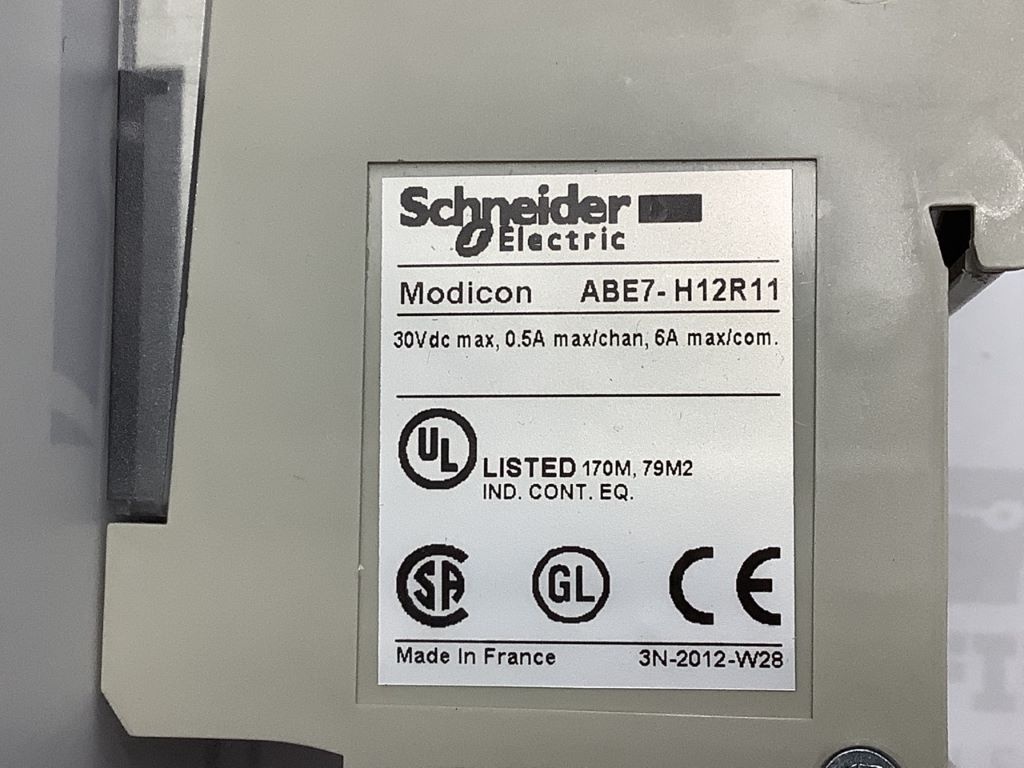 Schneider
Electric
Modicon ABE7-H12R11
30Vdc max, 0.5A max/chan, 6A max/com.
UL LISTED 170M, 79M2
IND. CONT. EQ.
SA GL CE
Made In France 3N-2012-W28